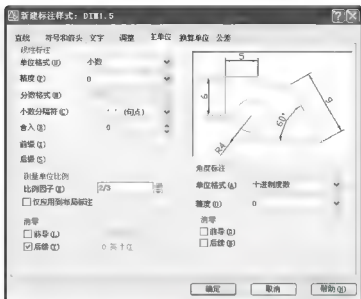 新建标注样式: DIM1.5
直线 符号和箭头 文字 调整 主单位 换算单位 公差
线性标注
单位格式(U) 小数
精度(P) 0
分数格式(M)
小数分隔符(C) '.' (句点)
舍入(R) 0
前缀(X)
后缀(S)
测量单位比例
比例因子(E) 2/3
仅应用到布局标注
消零
前导(L)
后续(T) 0 英寸(I)
5
6
9
R4
60°
角度标注
单位格式(A) 十进制度数
精度(O) 0
消零
前导(D)
后续(N)
确定 取消 帮助(H)